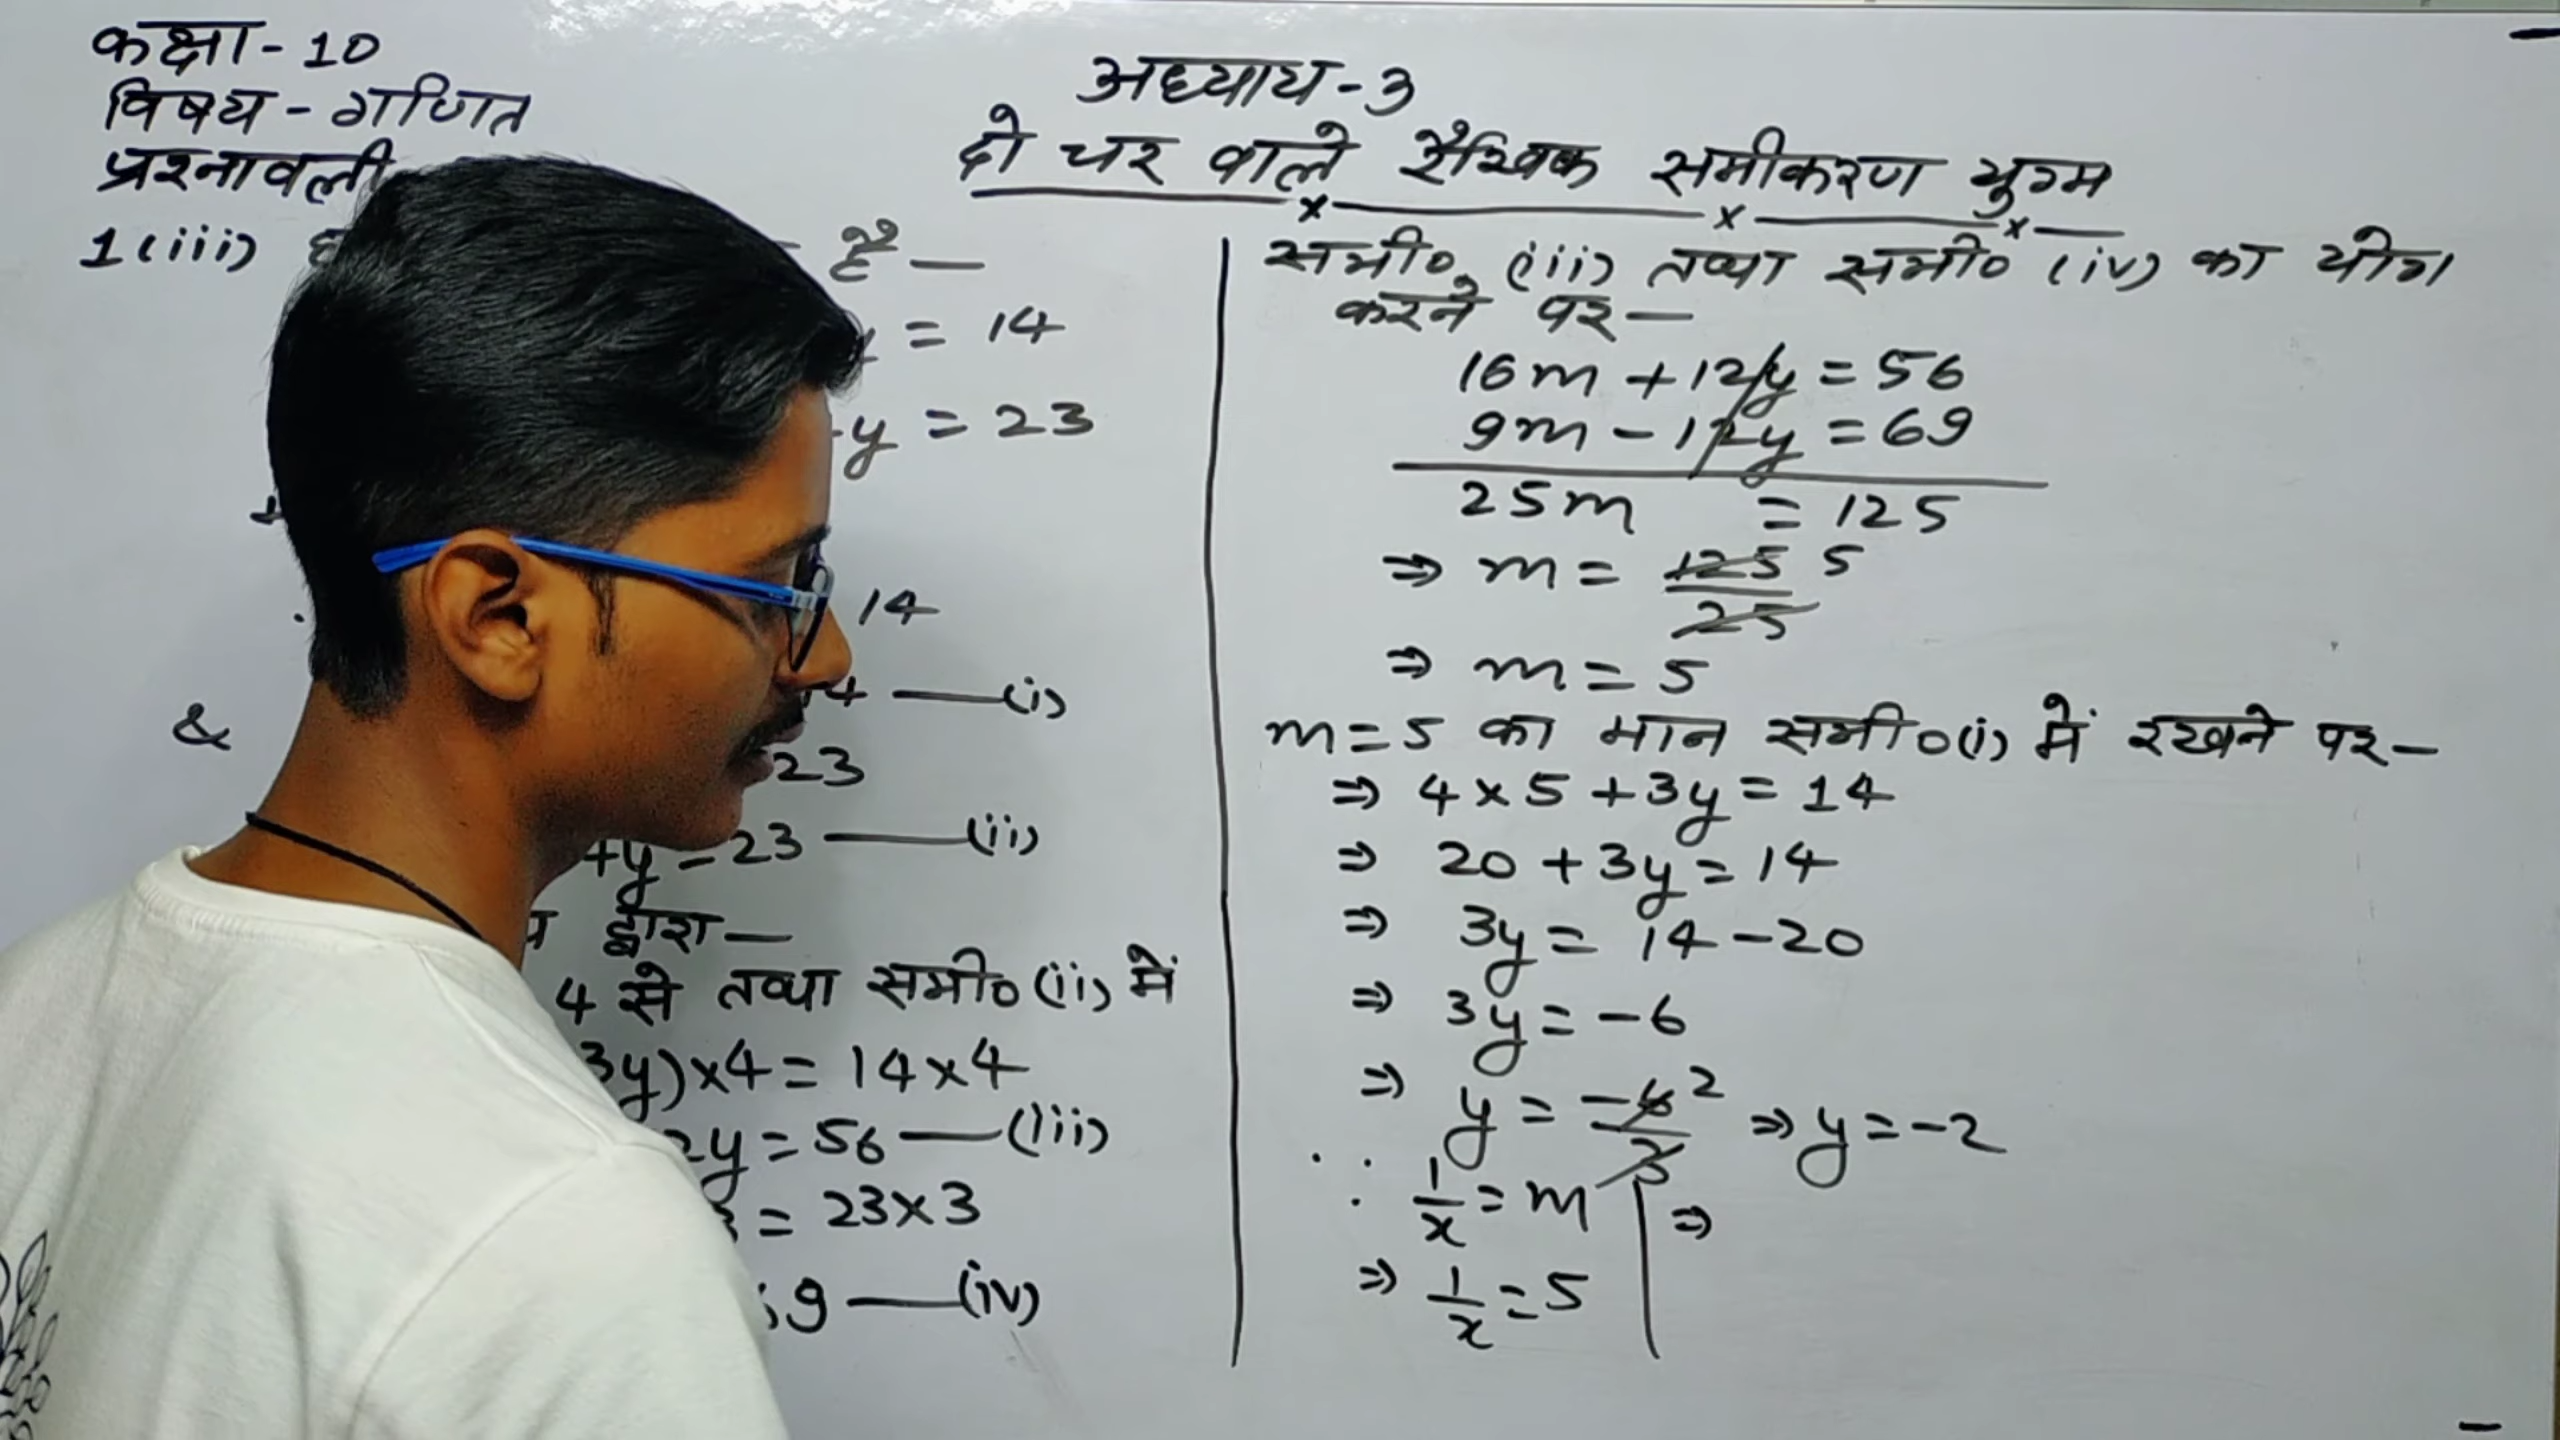 कक्षा - 10
विषय - गणित
प्रश्नावली
1(iii)
है —
= 14
y = 23
14
14 — (i)
&
23
+y = 23 — (ii)
द्वारा —
4 से तथा समी० (ii) में
3y)×4 = 14×4
2y = 56 — (iii)
= 23×3
9 — (iv)
अध्याय - 3
दो चर वाले रैखिक समीकरण युग्म
समी० (iii) तथा समी० (iv) का योग
करने पर —
16m + 12y = 56
9m - 12y = 69
25m = 125
⇒ m = 125/25 5
⇒ m = 5
m = 5 का मान समी० (i) में रखने पर —
⇒ 4×5 + 3y = 14
⇒ 20 + 3y = 14
⇒ 3y = 14 - 20
⇒ 3y = -6
⇒ y = -6/3 2 ⇒ y = -2
∴ 1/x = m ⇒
⇒ 1/x = 5